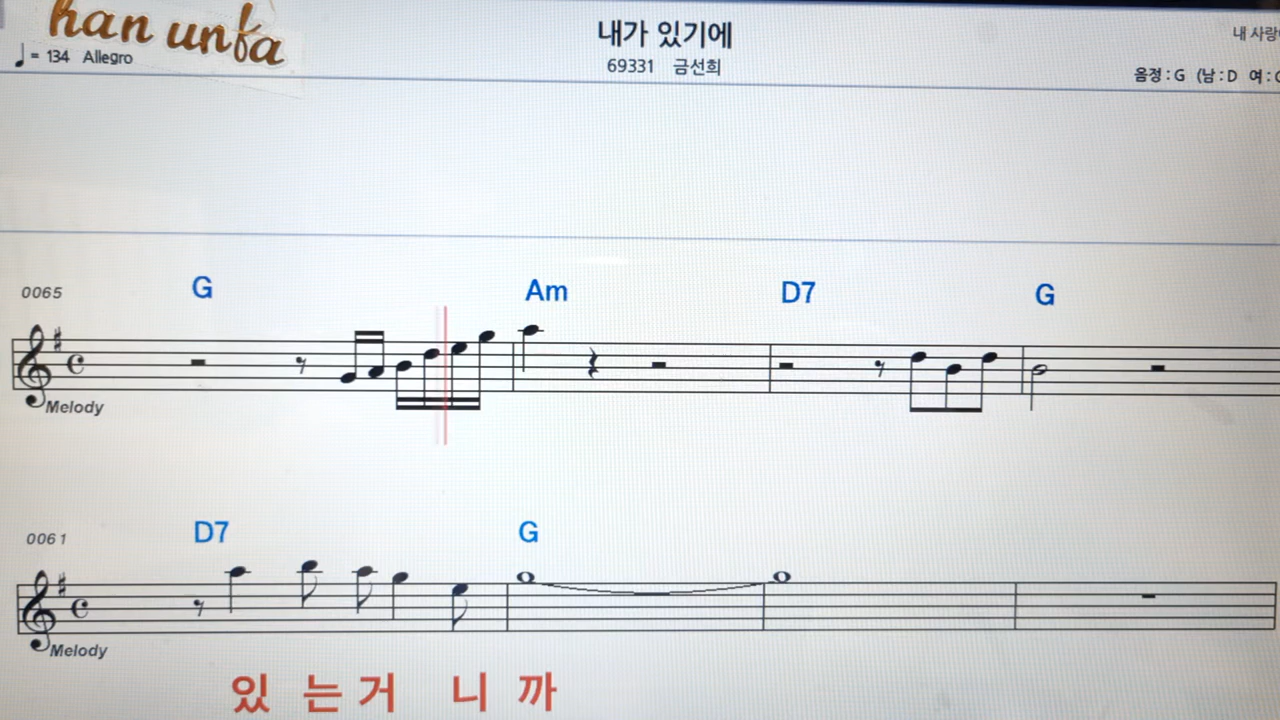 han unfa
♩= 134 Allegro
내가 있기에
69331 금선희
내 사랑
음정 : G (남 : D 여 :
0065
G Am D7 G
Melody
0061
D7 G
Melody
있 는 거 니 까